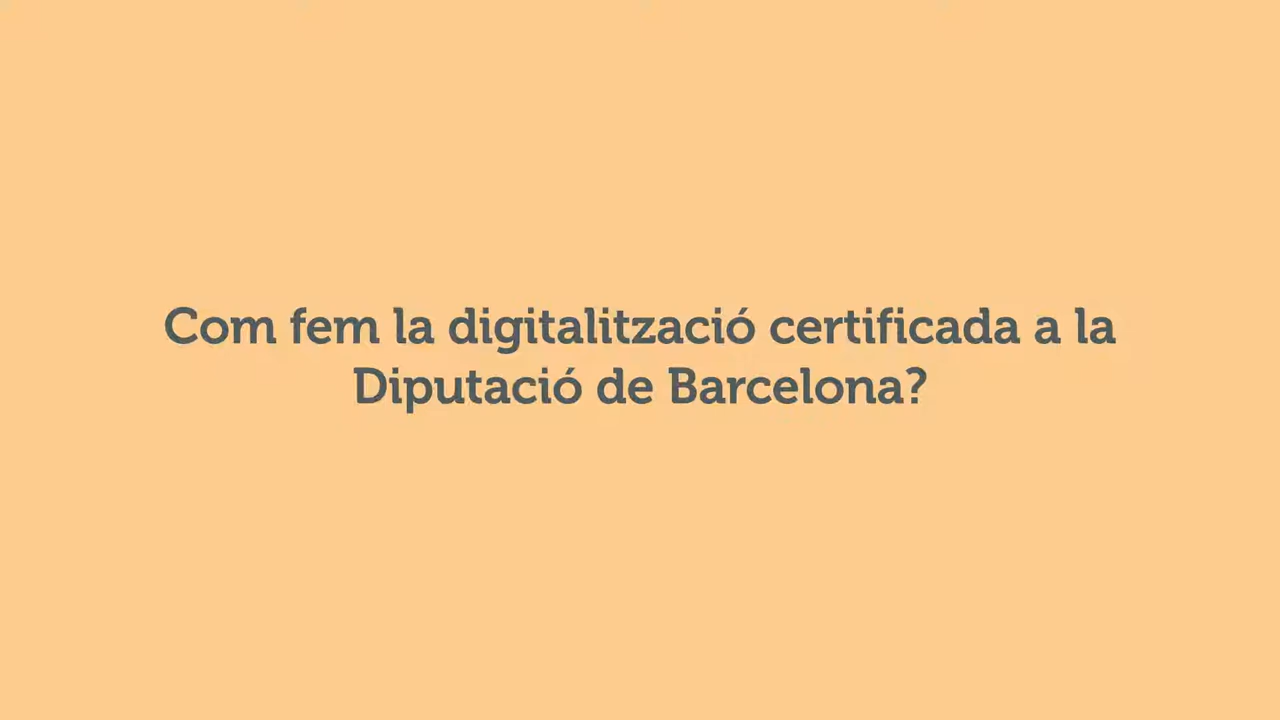 Com fem la digitalització certificada a la
Diputació de Barcelona?